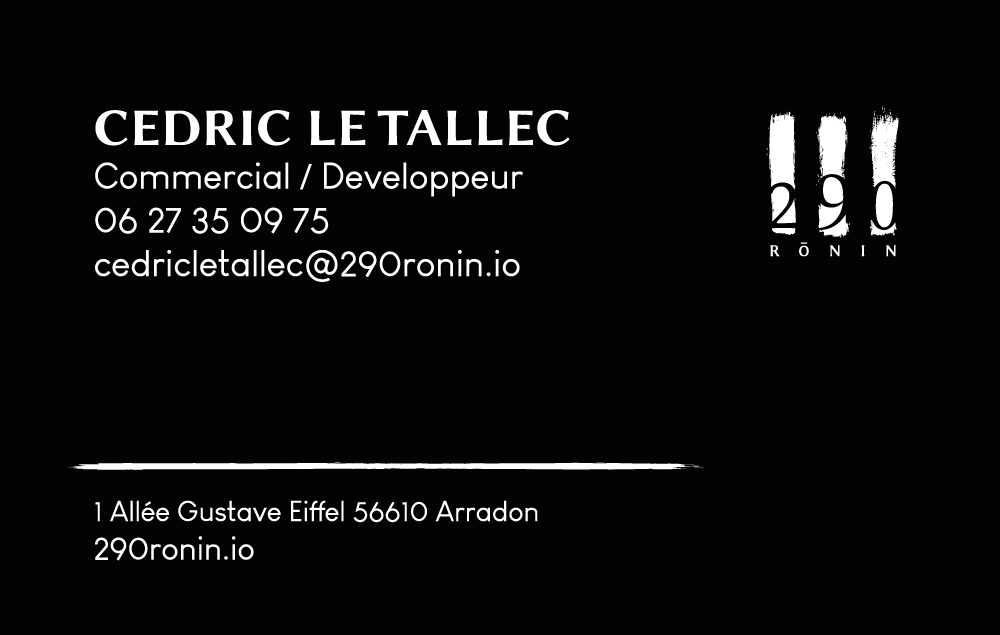 CEDRIC LE TALLEC
Commercial / Developpeur
06 27 35 09 75
cedricletallec@290ronin.io
290
RŌNIN
1 Allée Gustave Eiffel 56610 Arradon
290ronin.io